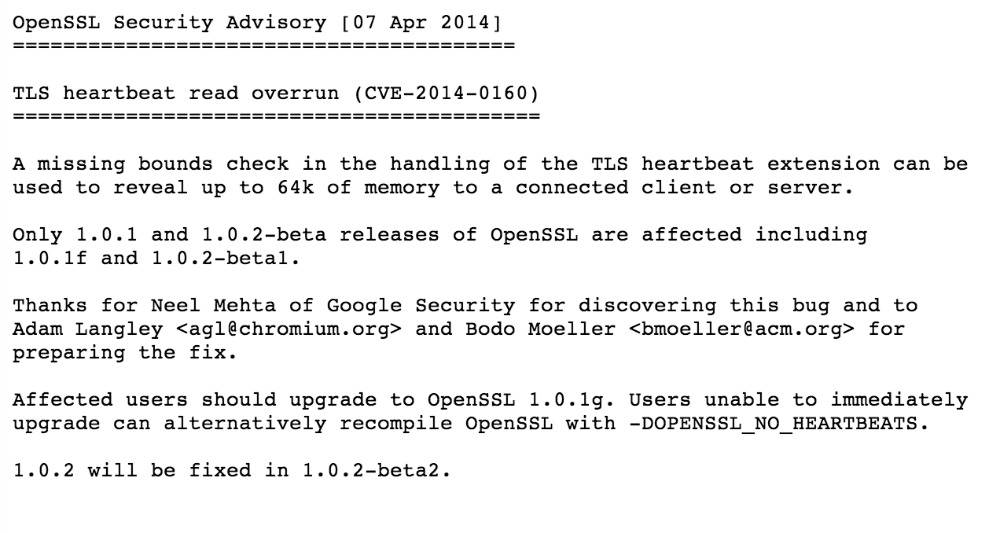 OpenSSL Security Advisory [07 Apr 2014]
========================================
TLS heartbeat read overrun (CVE-2014-0160)
==========================================
A missing bounds check in the handling of the TLS heartbeat extension can be
used to reveal up to 64k of memory to a connected client or server.
Only 1.0.1 and 1.0.2-beta releases of OpenSSL are affected including
1.0.1f and 1.0.2-beta1.
Thanks for Neel Mehta of Google Security for discovering this bug and to
Adam Langley <agl@chromium.org> and Bodo Moeller <bmoeller@acm.org> for
preparing the fix.
Affected users should upgrade to OpenSSL 1.0.1g. Users unable to immediately
upgrade can alternatively recompile OpenSSL with -DOPENSSL_NO_HEARTBEATS.
1.0.2 will be fixed in 1.0.2-beta2.